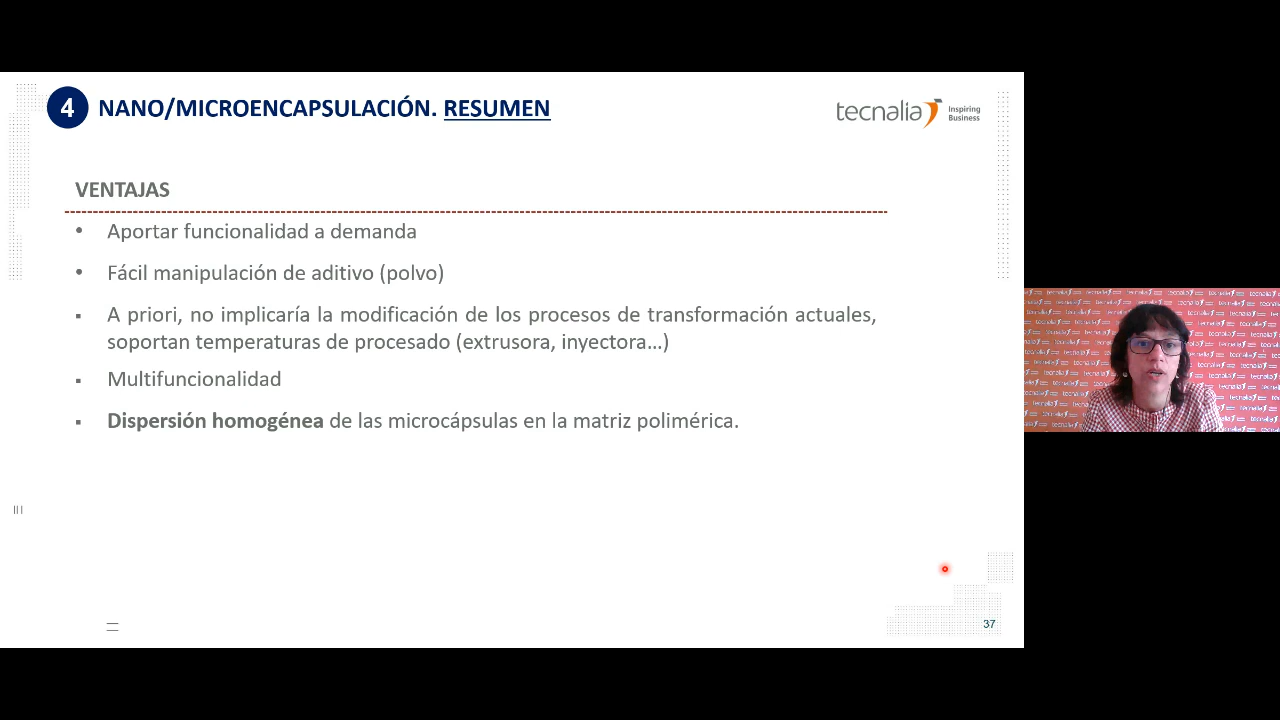 4 NANO/MICROENCAPSULACIÓN. RESUMEN
tecnalia Inspiring Business
VENTAJAS
• Aportar funcionalidad a demanda
• Fácil manipulación de aditivo (polvo)
▪ A priori, no implicaría la modificación de los procesos de transformación actuales,
soportan temperaturas de procesado (extrusora, inyectora...)
▪ Multifuncionalidad
▪ Dispersión homogénea de las microcápsulas en la matriz polimérica.
37